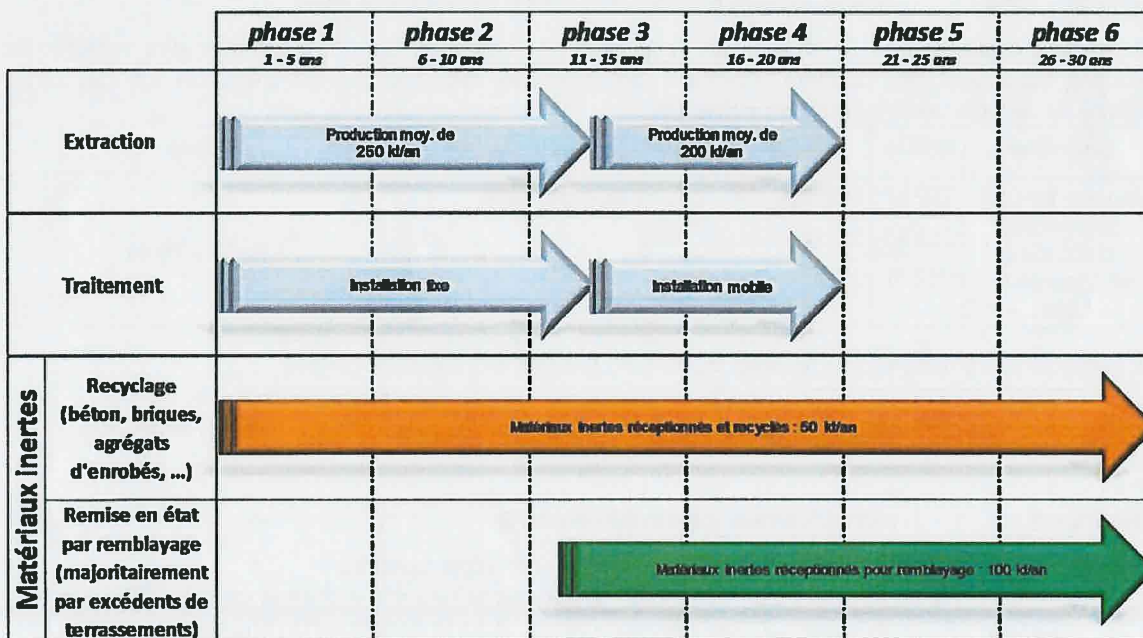 phase 1
phase 2
phase 3
phase 4
phase 5
phase 6
1 - 5 ans
6 - 10 ans
11 - 15 ans
16 - 20 ans
21 - 25 ans
26 - 30 ans
Extraction
Production moy. de
250 kt/an
Production moy. de
200 kt/an
Traitement
Installation fixe
Installation mobile
Matériaux inertes
Recyclage
(béton, briques,
agrégats
d'enrobés, ...)
Matériaux inertes réceptionnés et recyclés : 50 kt/an
Remise en état
par remblayage
(majoritairement
par excédents de
terrassements)
Matériaux inertes réceptionnés pour remblayage : 100 kt/an